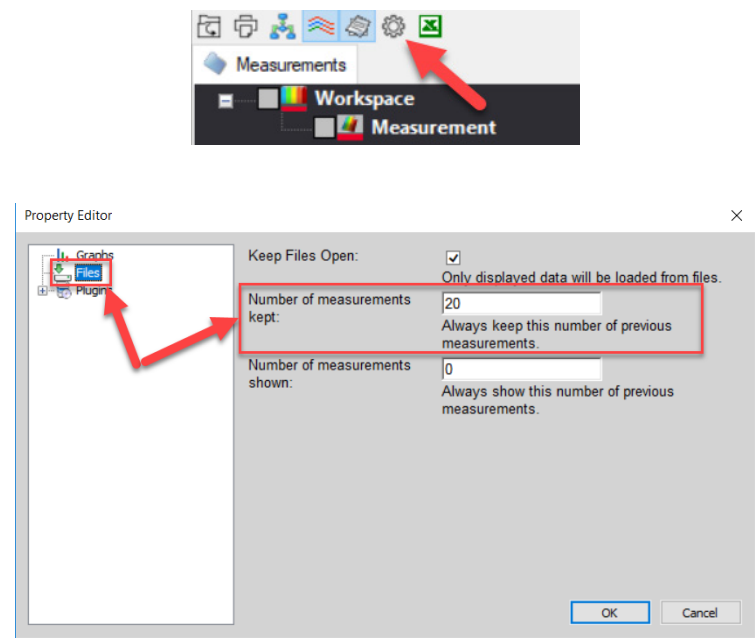 Measurements
Workspace
Measurement
Property Editor
Graphs
Files
Plugins
Keep Files Open:
Only displayed data will be loaded from files.
Number of measurements
kept:
20
Always keep this number of previous
measurements.
Number of measurements
shown:
0
Always show this number of previous
measurements.
OK
Cancel